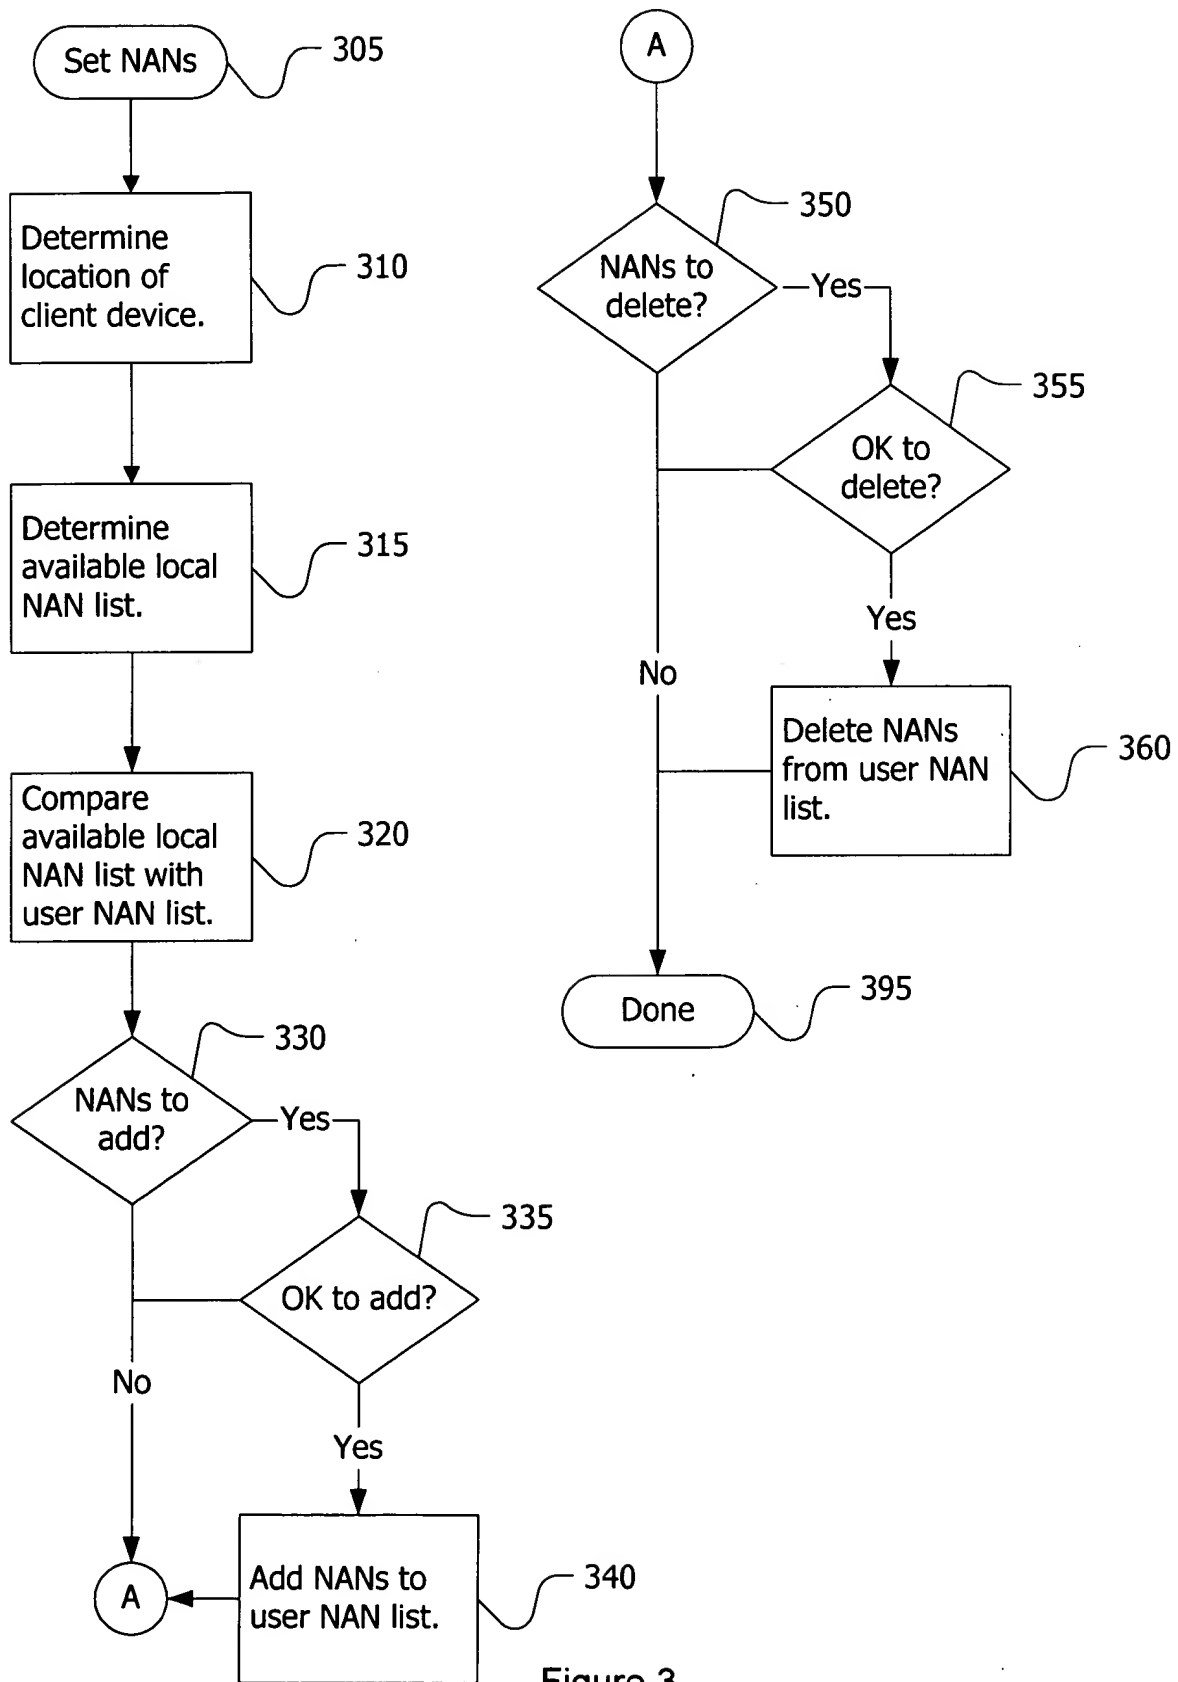 Set NANs
305
Determine
location of
client device.
310
Determine
available local
NAN list.
315
Compare
available local
NAN list with
user NAN list.
320
NANs to
add?
330
Yes
OK to add?
335
No
Yes
Add NANs to
user NAN list.
340
A
A
NANs to
delete?
350
Yes
OK to
delete?
355
Yes
No
Delete NANs
from user NAN
list.
360
Done
395
Figure 3